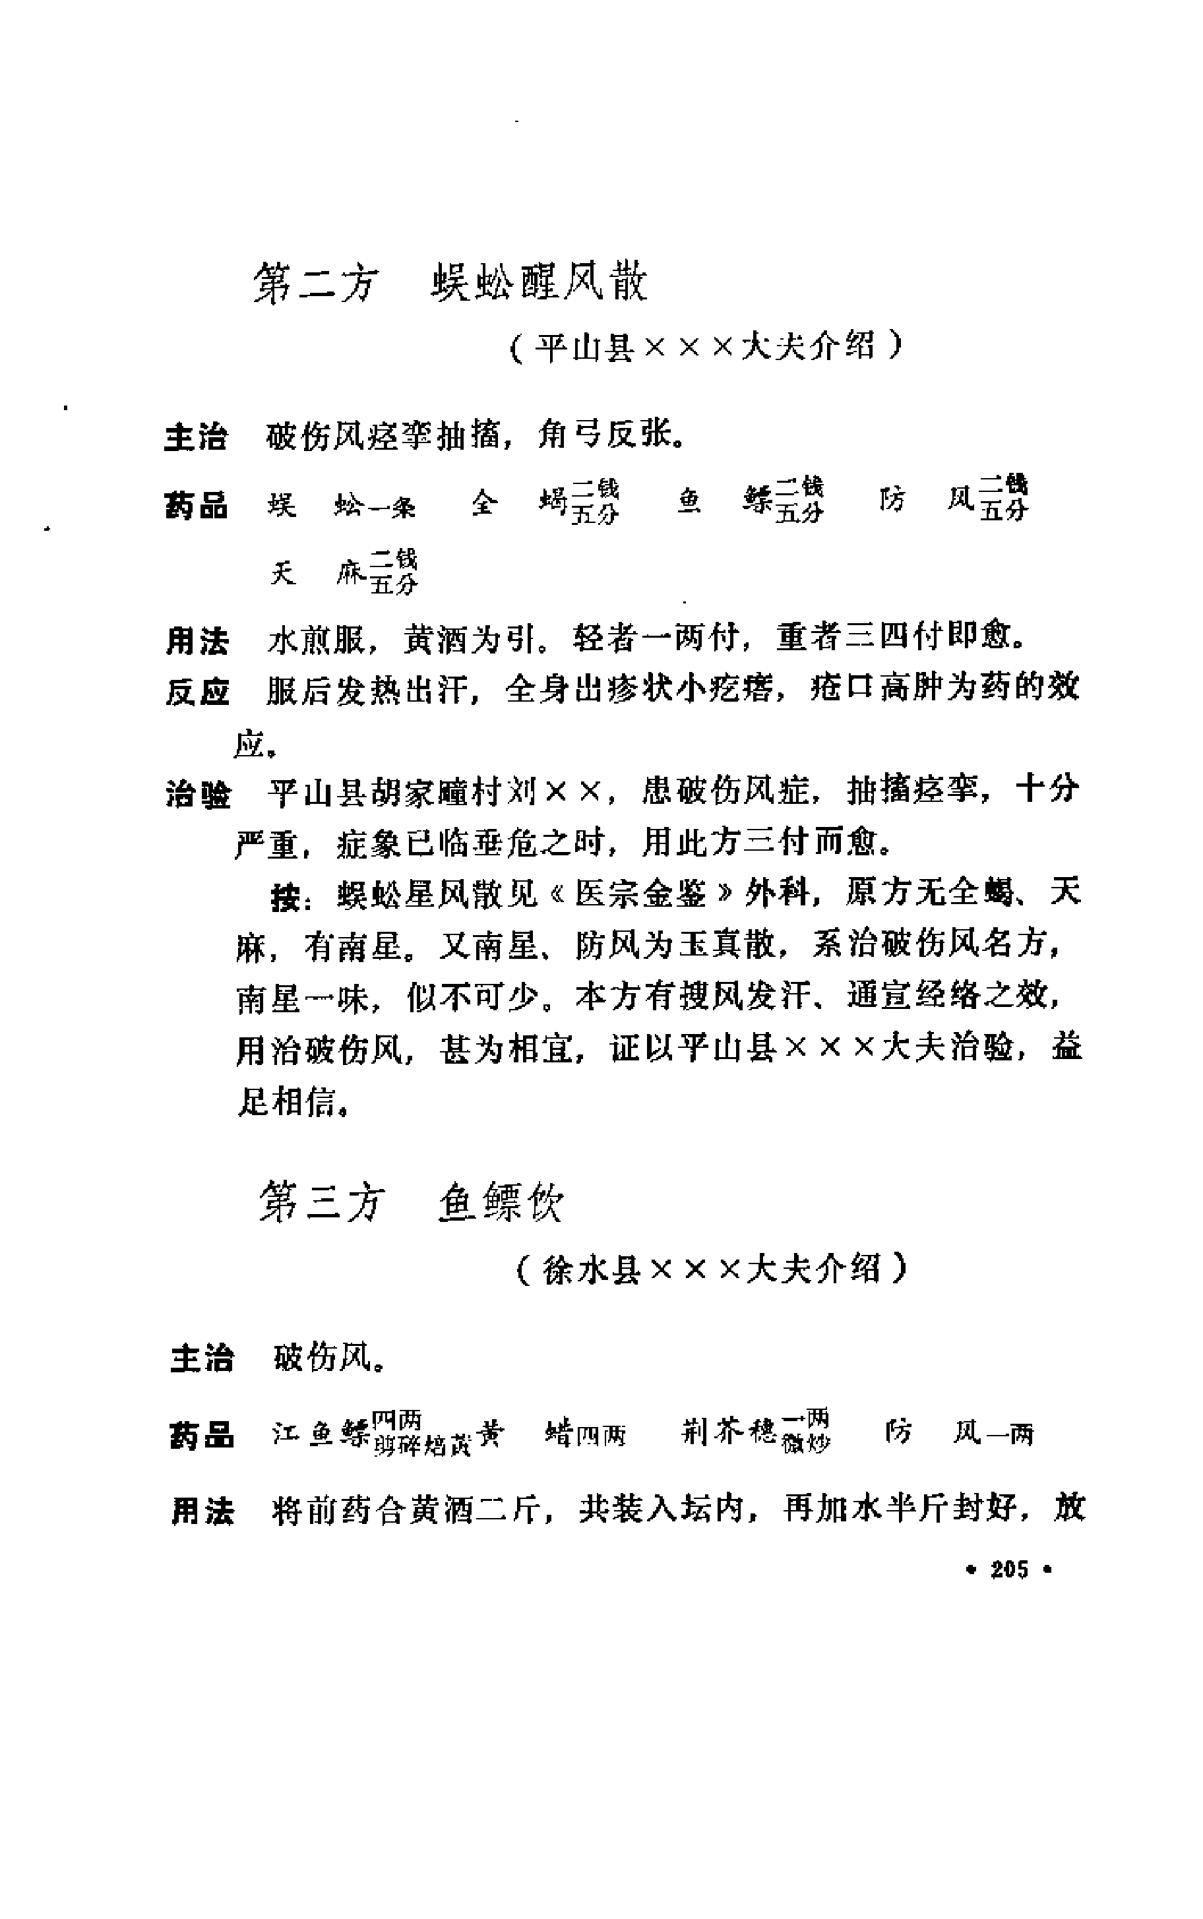 第二方　蜈蚣醒风散
（平山县×××大夫介绍）
主治　破伤风痉挛抽搐，角弓反张。
药品　蜈　蚣一条　全　蝎二钱五分　鱼　鳔二钱五分　防　风二钱五分
天　麻二钱五分
用法　水煎服，黄酒为引。轻者一两付，重者三四付即愈。
反应　服后发热出汗，全身出疹状小疙瘩，疮口高肿为药的效
应。
治验　平山县胡家疃村刘××，患破伤风症，抽搐痉挛，十分
严重，症象已临垂危之时，用此方三付而愈。
按：蜈蚣星风散见《医宗金鉴》外科，原方无全蝎、天
麻，有南星。又南星、防风为玉真散，系治破伤风名方，
南星一味，似不可少。本方有搜风发汗、通宣经络之效，
用治破伤风，甚为相宜，证以平山县×××大夫治验，益
足相信。
第三方　鱼鳔饮
（徐水县×××大夫介绍）
主治　破伤风。
药品　江鱼鳔四两剪碎焙黄　黄　蜡四两　荆芥穗一两微炒　防　风一两
用法　将前药合黄酒二斤，共装入坛内，再加水半斤封好，放
• 205 •